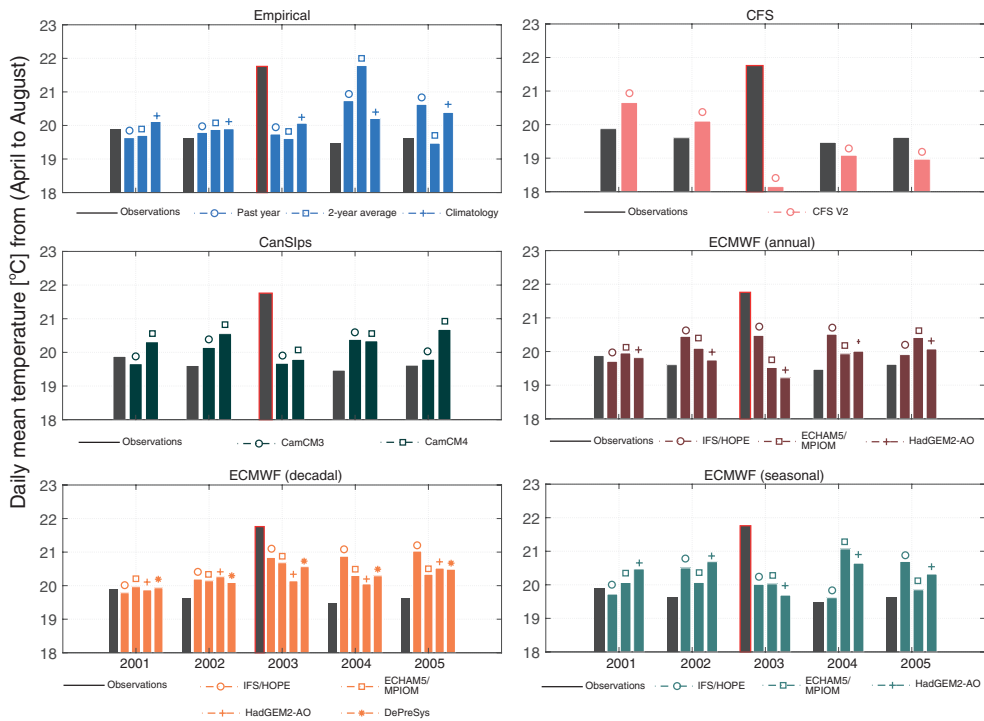 Daily mean temperature [°C] from (April to August)
Empirical
22
21
20
19
18
Observations Past year 2-year average Climatology
CFS
22
21
20
19
18
Observations CFS V2
CanSIps
23
22
21
20
19
18
Observations CamCM3 CamCM4
ECMWF (annual)
23
22
21
20
19
18
Observations IFS/HOPE ECHAM5/
MPIOM HadGEM2-AO
ECMWF (decadal)
23
22
21
20
19
18
2001 2002 2003 2004 2005
Observations IFS/HOPE ECHAM5/
MPIOM
HadGEM2-AO DePreSys
ECMWF (seasonal)
23
22
21
20
19
18
2001 2002 2003 2004 2005
Observations IFS/HOPE ECHAM5/
MPIOM HadGEM2-AO